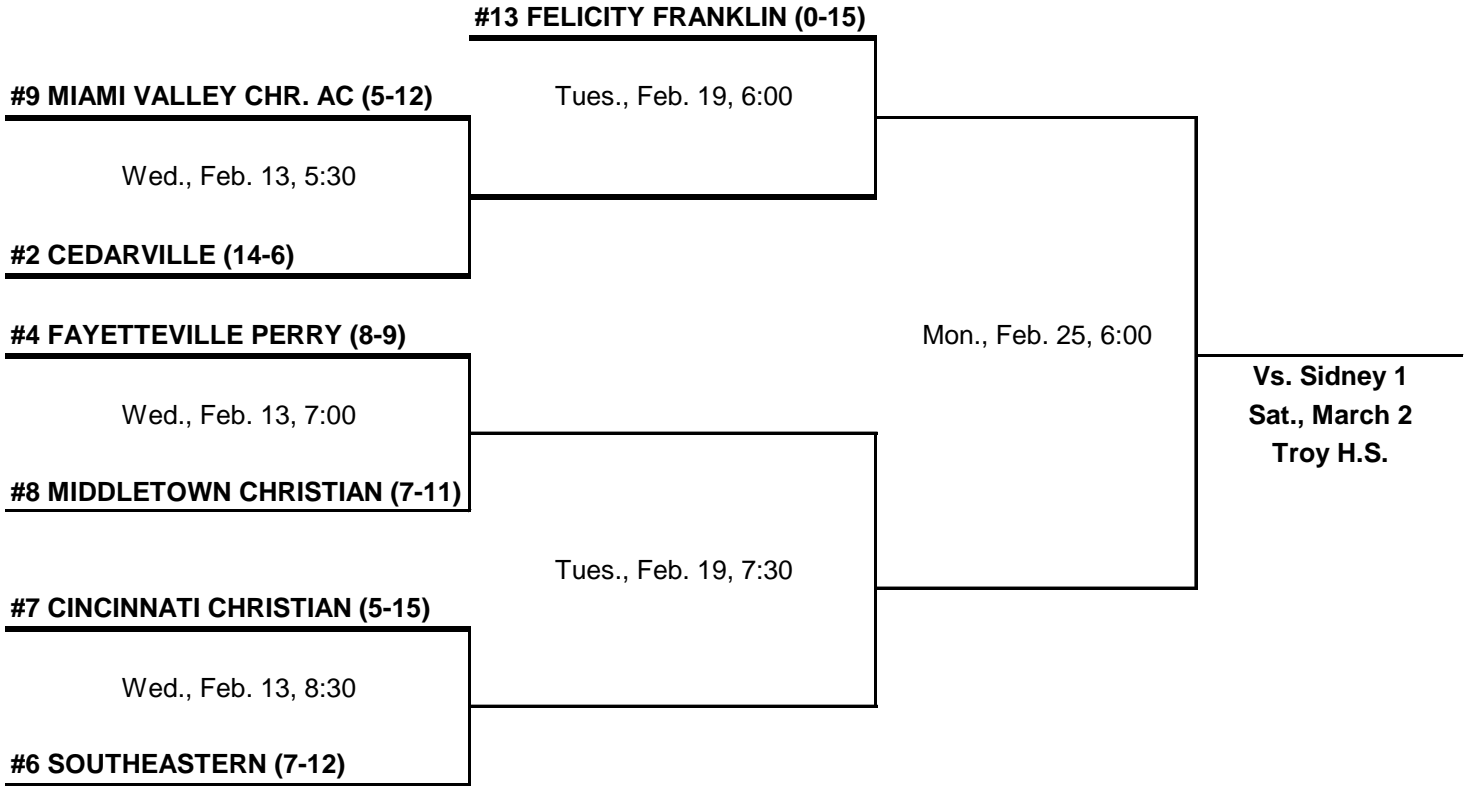 #13 FELICITY FRANKLIN (0-15)
#9 MIAMI VALLEY CHR. AC (5-12)
Tues., Feb. 19, 6:00
Wed., Feb. 13, 5:30
#2 CEDARVILLE (14-6)
#4 FAYETTEVILLE PERRY (8-9)
Mon., Feb. 25, 6:00
Vs. Sidney 1
Wed., Feb. 13, 7:00
Sat., March 2
Troy H.S.
#8 MIDDLETOWN CHRISTIAN (7-11)
Tues., Feb. 19, 7:30
#7 CINCINNATI CHRISTIAN (5-15)
Wed., Feb. 13, 8:30
#6 SOUTHEASTERN (7-12)